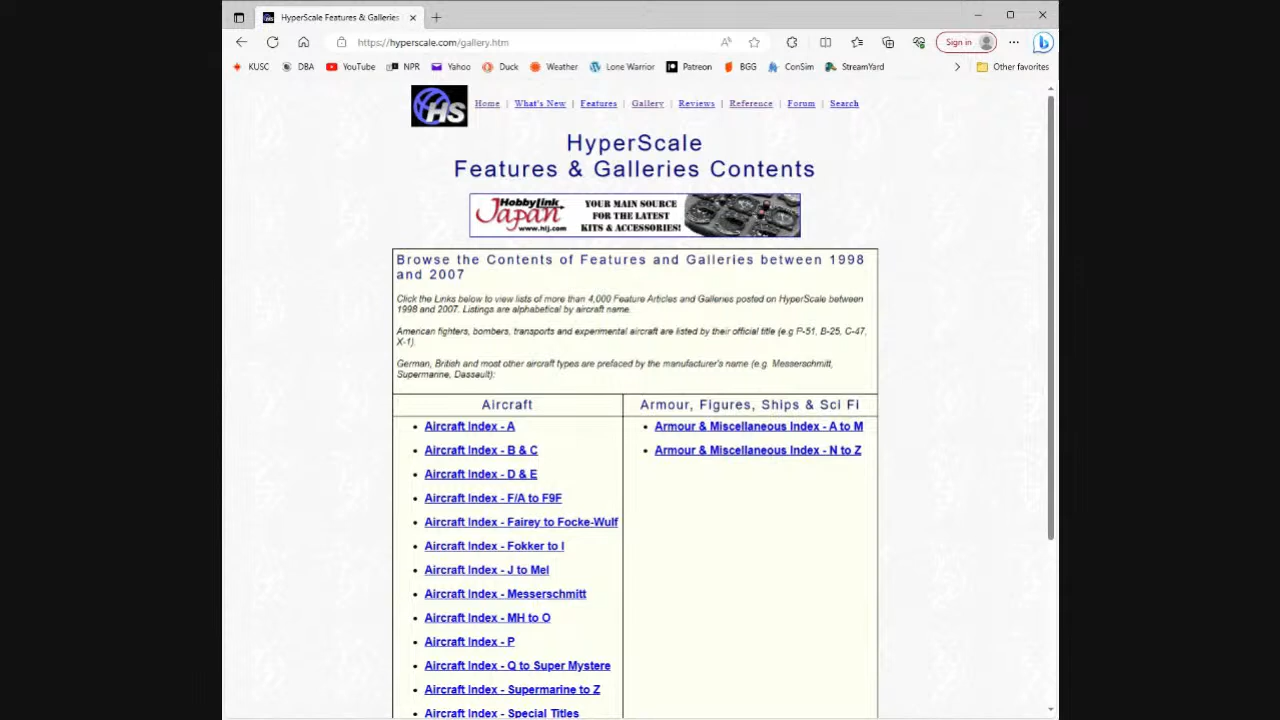 HyperScale Features & Galleries
https://hyperscale.com/gallery.htm
Sign in
KUSC DBA YouTube NPR Yahoo Duck Weather Lone Warrior Patreon BGG ConSim StreamYard Other favorites
HS Home | What's New | Features | Gallery | Reviews | Reference | Forum | Search
HyperScale
Features & Galleries Contents
HobbyLink Japan www.hlj.com
YOUR MAIN SOURCE
FOR THE LATEST
KITS & ACCESSORIES!
Browse the Contents of Features and Galleries between 1998
and 2007
Click the Links below to view lists of more than 4,000 Feature Articles and Galleries posted on HyperScale between
1998 and 2007. Listings are alphabetical by aircraft name.
American fighters, bombers, transports and experimental aircraft are listed by their official title (e.g P-51, B-25, C-47,
X-1).
German, British and most other aircraft types are prefaced by the manufacturer's name (e.g. Messerschmitt,
Supermarine, Dassault):
Aircraft
Aircraft Index - A
Aircraft Index - B & C
Aircraft Index - D & E
Aircraft Index - F/A to F9F
Aircraft Index - Fairey to Focke-Wulf
Aircraft Index - Fokker to I
Aircraft Index - J to Mel
Aircraft Index - Messerschmitt
Aircraft Index - MH to O
Aircraft Index - P
Aircraft Index - Q to Super Mystere
Aircraft Index - Supermarine to Z
Aircraft Index - Special Titles
Armour, Figures, Ships & Sci Fi
Armour & Miscellaneous Index - A to M
Armour & Miscellaneous Index - N to Z